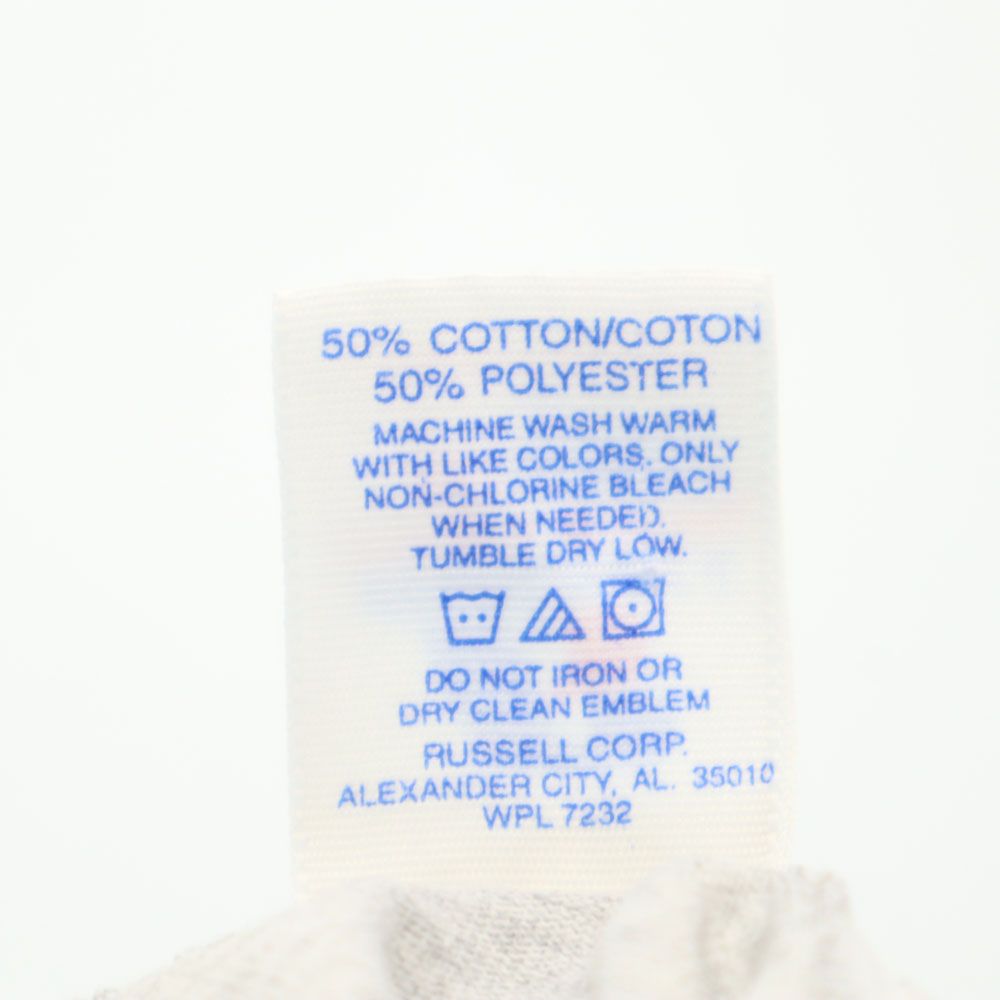 50% COTTON/COTON
50% POLYESTER
MACHINE WASH WARM
WITH LIKE COLORS. ONLY
NON-CHLORINE BLEACH
WHEN NEEDED.
TUMBLE DRY LOW.
DO NOT IRON OR
DRY CLEAN EMBLEM
RUSSELL CORP.
ALEXANDER CITY, AL. 35010
WPL 7232